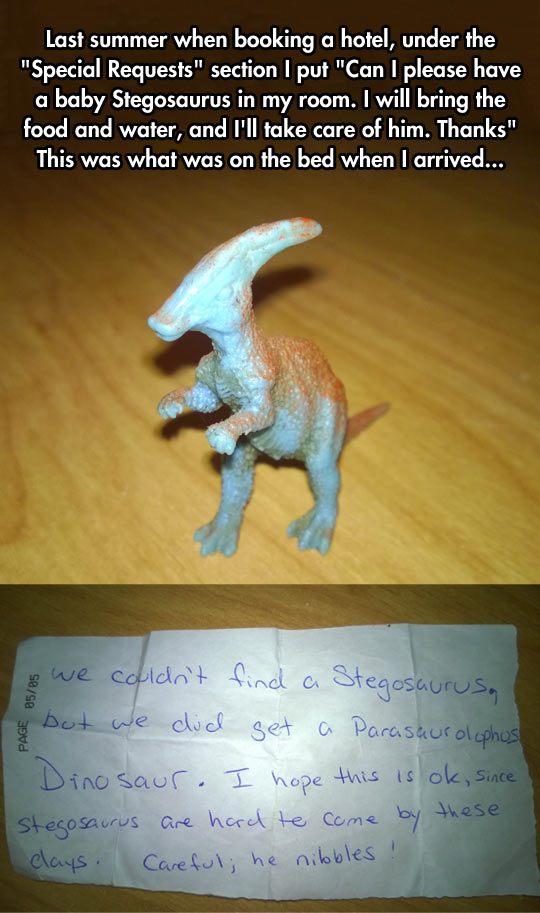 Last summer when booking a hotel, under the
"Special Requests" section I put "Can I please have
a baby Stegosaurus in my room. I will bring the
food and water, and I'll take care of him. Thanks"
This was what was on the bed when I arrived...
PAGE 05/05
we couldn't find a Stegosaurus,
but we did get a Parasaurolophus
Dinosaur. I hope this is ok, since
Stegosaurus are hard to come by these
days. Careful; he nibbles!